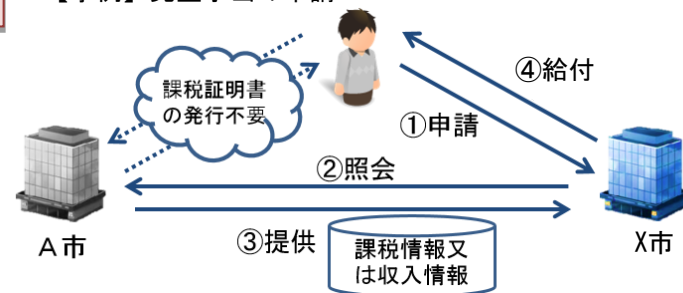 課税証明書
の発行不要
④給付
①申請
②照会
A市
③提供
課税情報又
は収入情報
X市